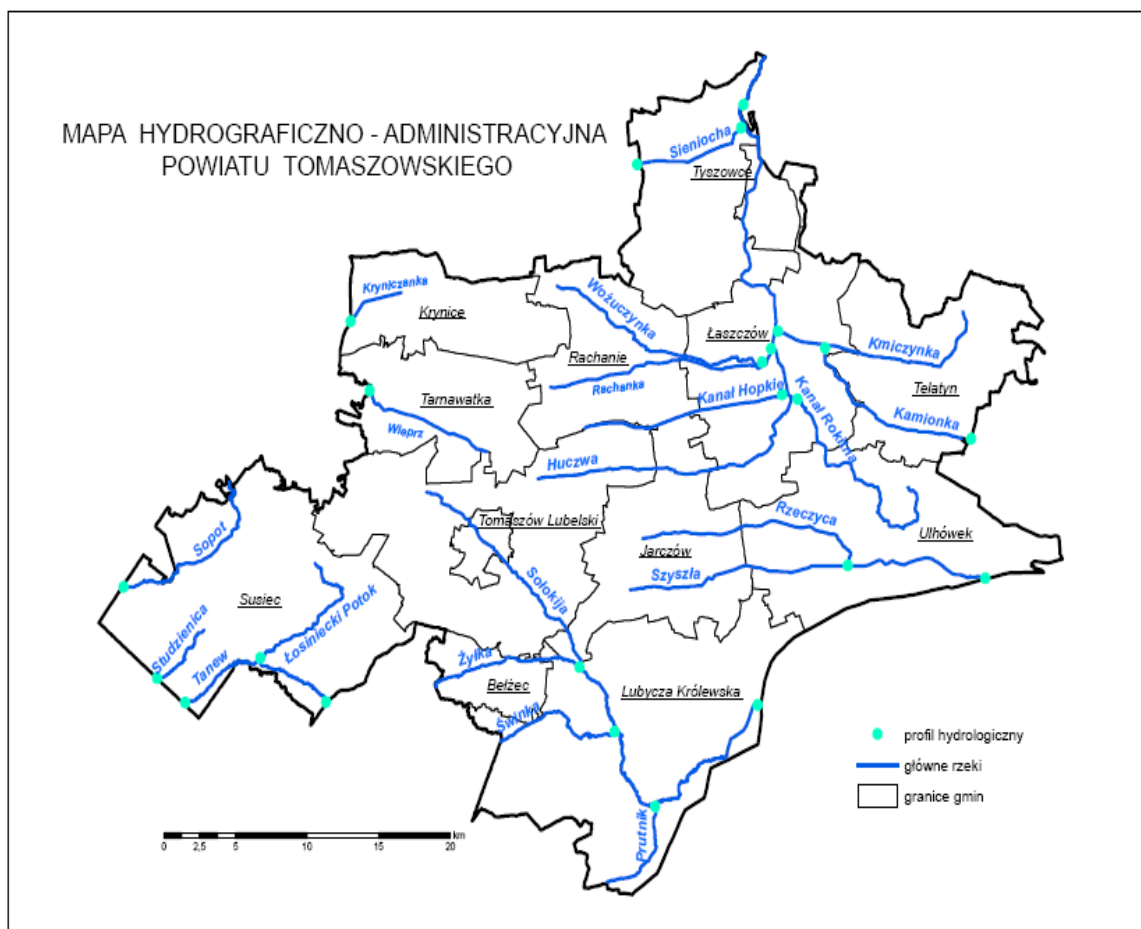 MAPA HYDROGRAFICZNO - ADMINISTRACYJNA
POWIATU TOMASZOWSKIEGO
Sieniocha
Tyszowce
Kryniczanka
Krynice
Wożuczynka
Łaszczów
Rachanie
Kmiczynka
Rachanka
Telatyn
Tarnawatka
Kanał Hopkie
Kanał Rokitna
Kamionka
Wieprz
Huczwa
Tomaszów Lubelski
Rzeczyca
Ulhówek
Sopot
Jarczów
Szyszła
Sołokija
Susiec
Łosiniecki Potok
Studzienica
Tanew
Żyłka
Bełżec
Lubycza Królewska
Świnka
Prutnik
profil hydrologiczny
główne rzeki
granice gmin
km
0 2,5 5 10 15 20